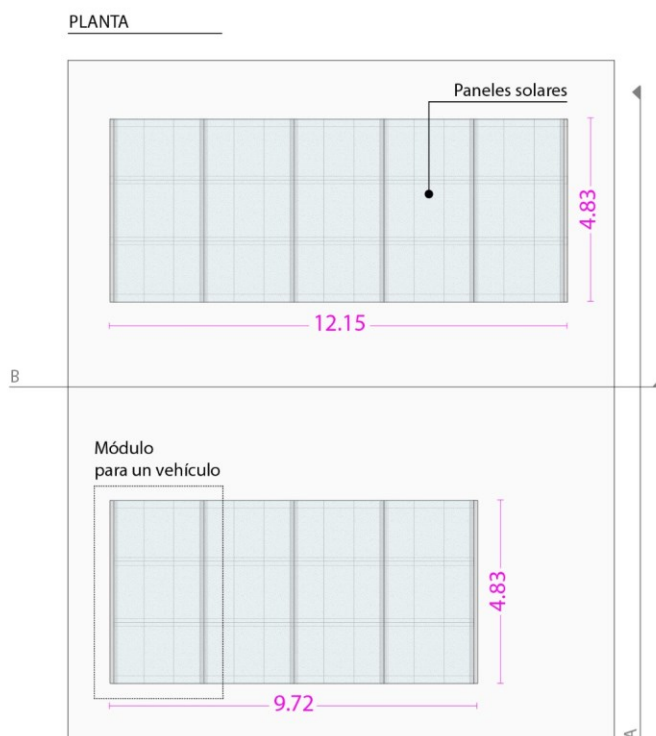 PLANTA
Paneles solares
4.83
12.15
B
Módulo
para un vehículo
4.83
9.72
A